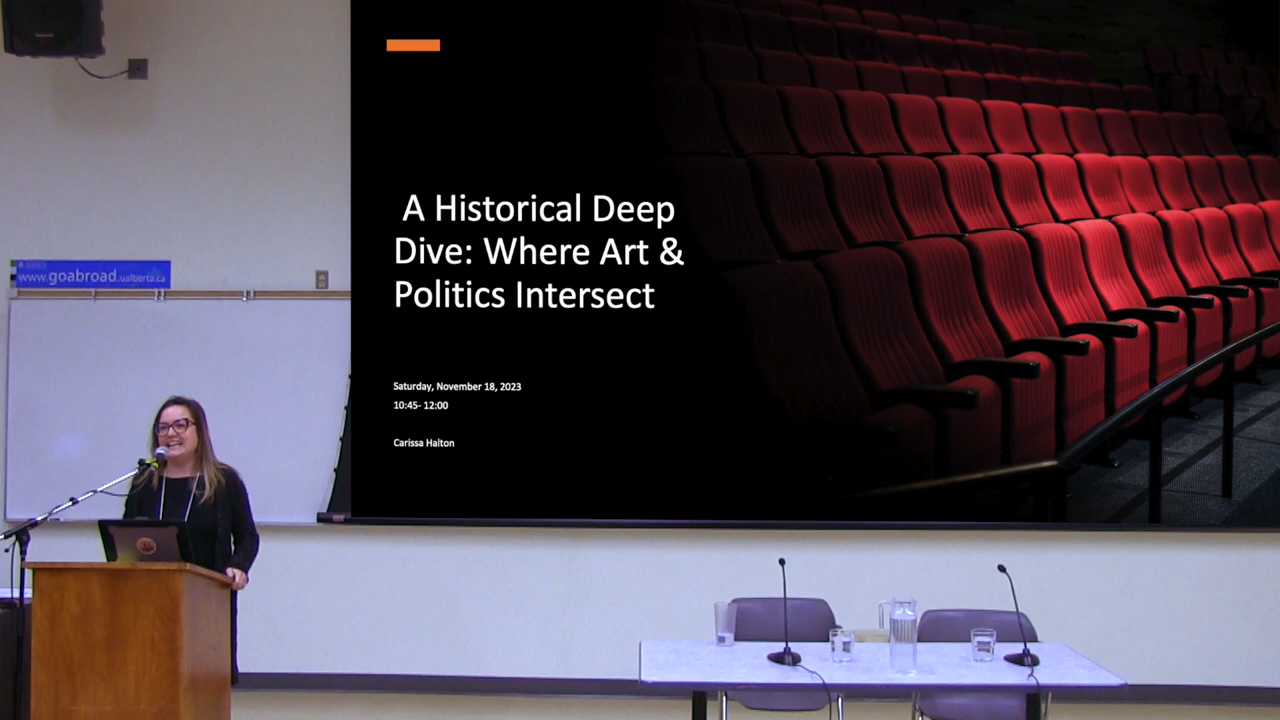 A Historical Deep
Dive: Where Art &
Politics Intersect
Saturday, November 18, 2023
10:45- 12:00
Carissa Halton
www.goabroad.ualberta.ca